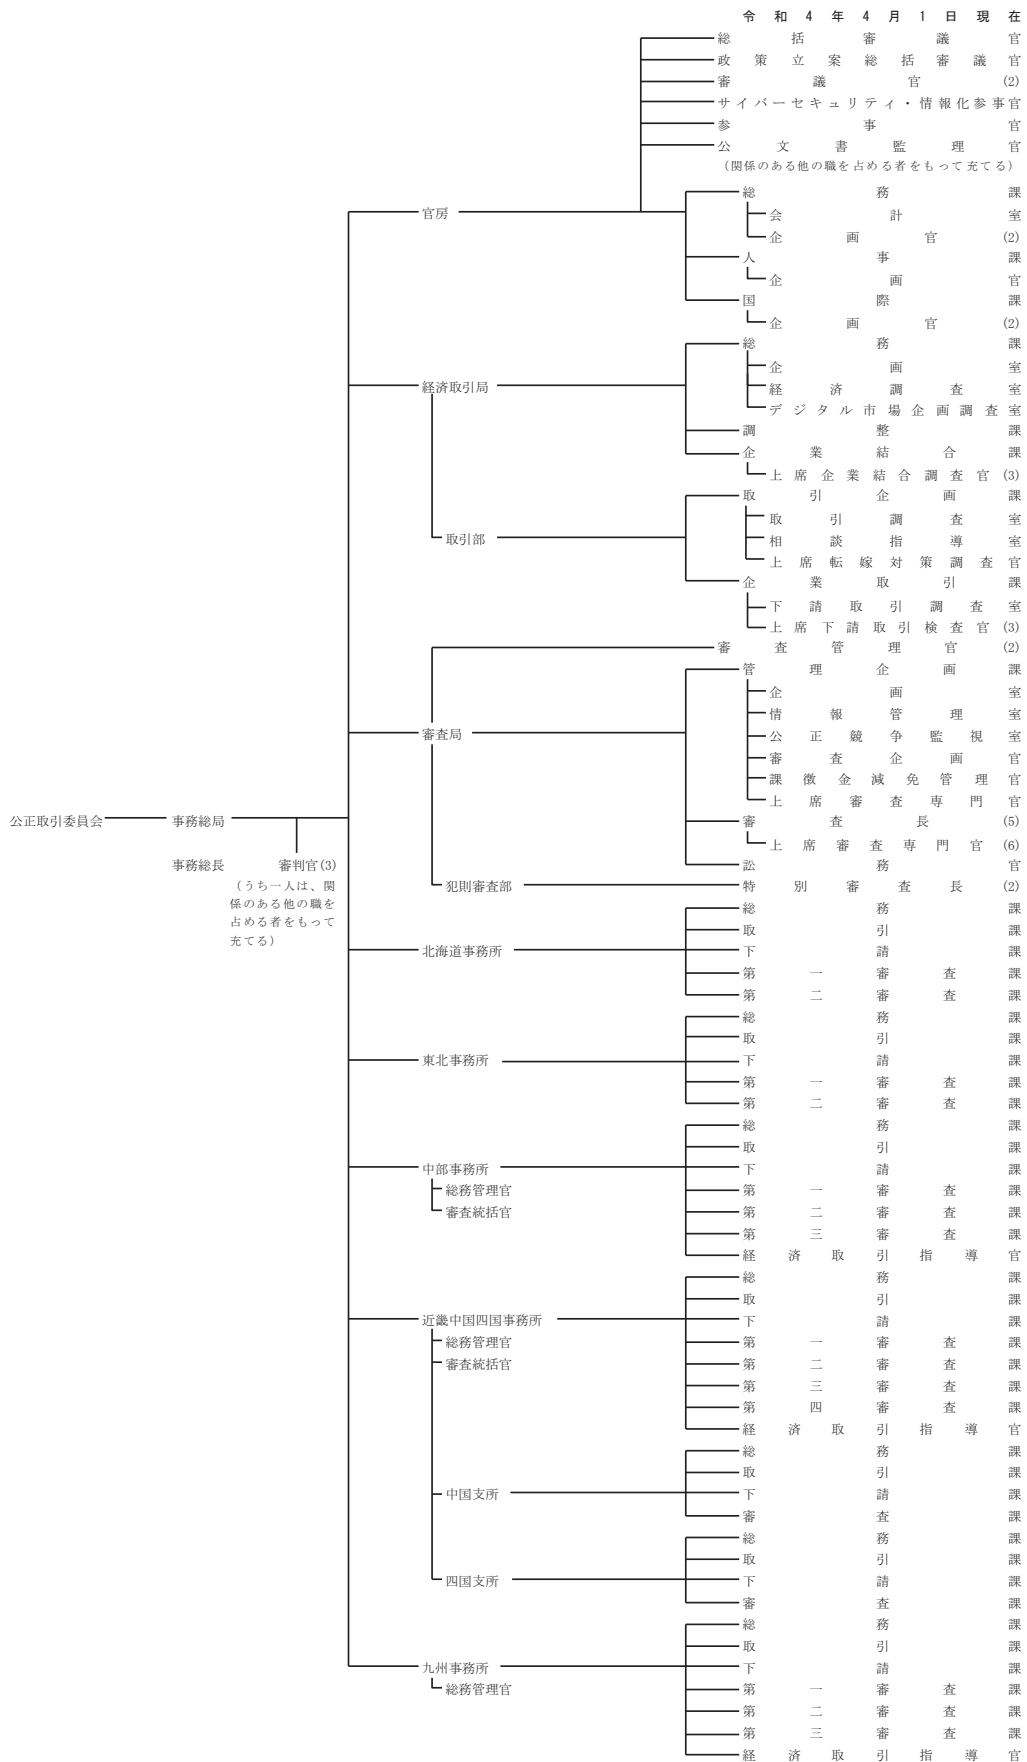 令和4年4月1日現在
総括審議官
政策立案総括審議官
審議官(2)
サイバーセキュリティ・情報化参事官
参事官
公文書監理官
（関係のある他の職を占める者をもって充てる）
総務課
官房
会計室
企画官(2)
人事課
企画官
国際課
企画官(2)
総務課
企画室
経済取引局
経済調査室
デジタル市場企画調査室
調整課
企業結合課
上席企業結合調査官(3)
取引企画課
取引調査室
取引部
相談指導室
上席転嫁対策調査官
企業取引課
下請取引調査室
上席下請取引検査官(3)
審査管理官(2)
管理企画課
企画室
情報管理室
審査局
公正競争監視室
審査企画官
課徴金減免管理官
上席審査専門官
公正取引委員会
事務総局
審査長(5)
上席審査専門官(6)
事務総長
審判官(3)
（うち一人は、関係のある他の職を占める者をもって充てる）
訟務官
犯則審査部
特別審査長(2)
総務課
取引課
北海道事務所
下請課
第一審査課
第二審査課
総務課
取引課
東北事務所
下請課
第一審査課
第二審査課
総務課
取引課
中部事務所
下請課
総務管理官
第一審査課
審査統括官
第二審査課
第三審査課
経済取引指導官
総務課
取引課
近畿中国四国事務所
下請課
総務管理官
第一審査課
審査統括官
第二審査課
第三審査課
第四審査課
経済取引指導官
総務課
取引課
中国支所
下請課
審査課
総務課
取引課
四国支所
下請課
審査課
総務課
取引課
九州事務所
下請課
総務管理官
第一審査課
第二審査課
第三審査課
経済取引指導官